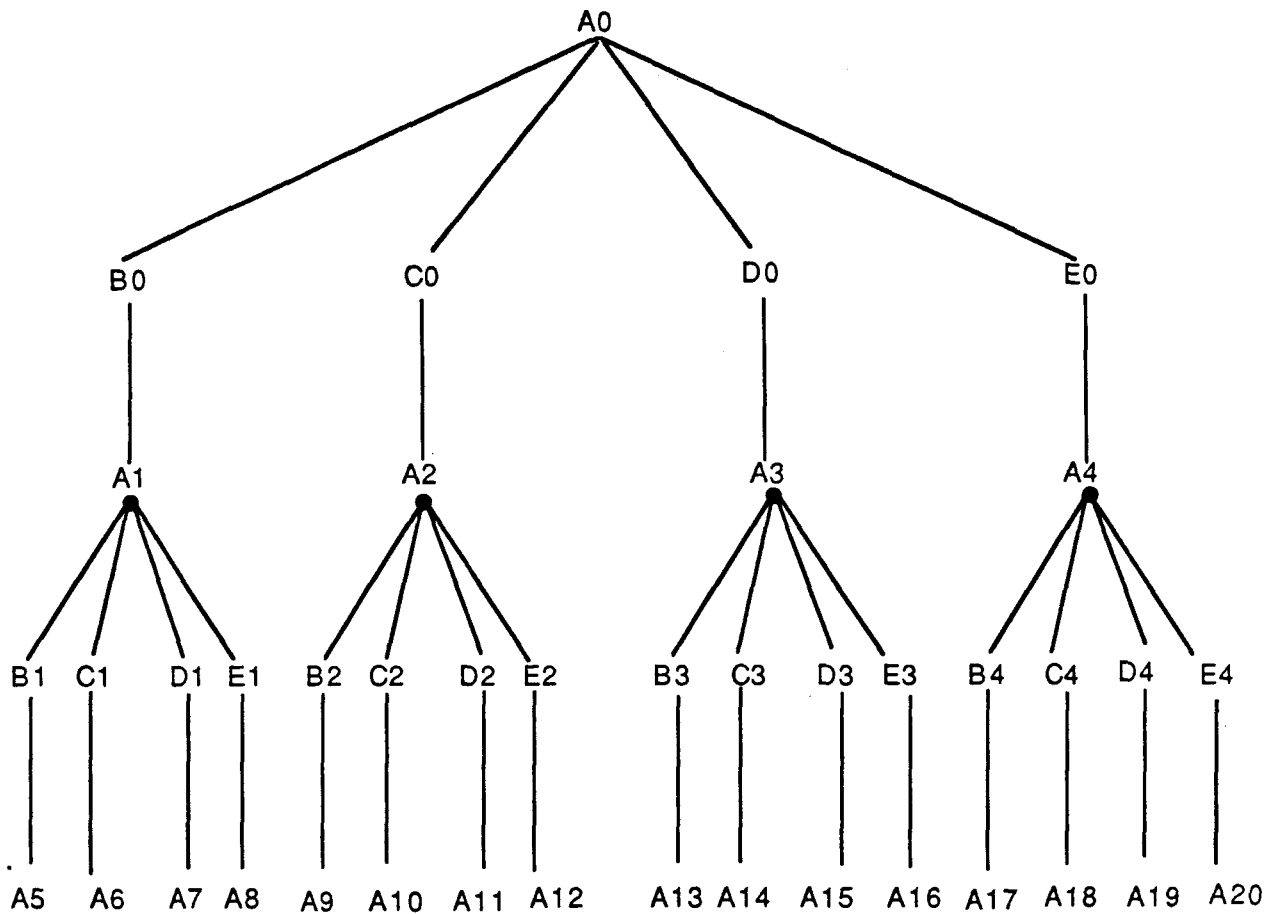 A0
B0 C0 D0 E0
A1 A2 A3 A4
B1 C1 D1 E1 B2 C2 D2 E2 B3 C3 D3 E3 B4 C4 D4 E4
A5 A6 A7 A8 A9 A10 A11 A12 A13 A14 A15 A16 A17 A18 A19 A20